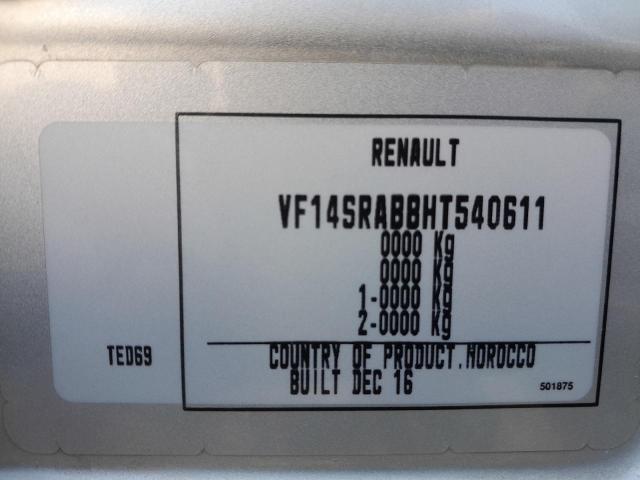 RENAULT
VF14SRAB8HT540611
0000 Kg
0000 Kg
1-0000 Kg
2-0000 Kg
TED69
COUNTRY OF PRODUCT.MOROCCO
BUILT DEC 16
501875